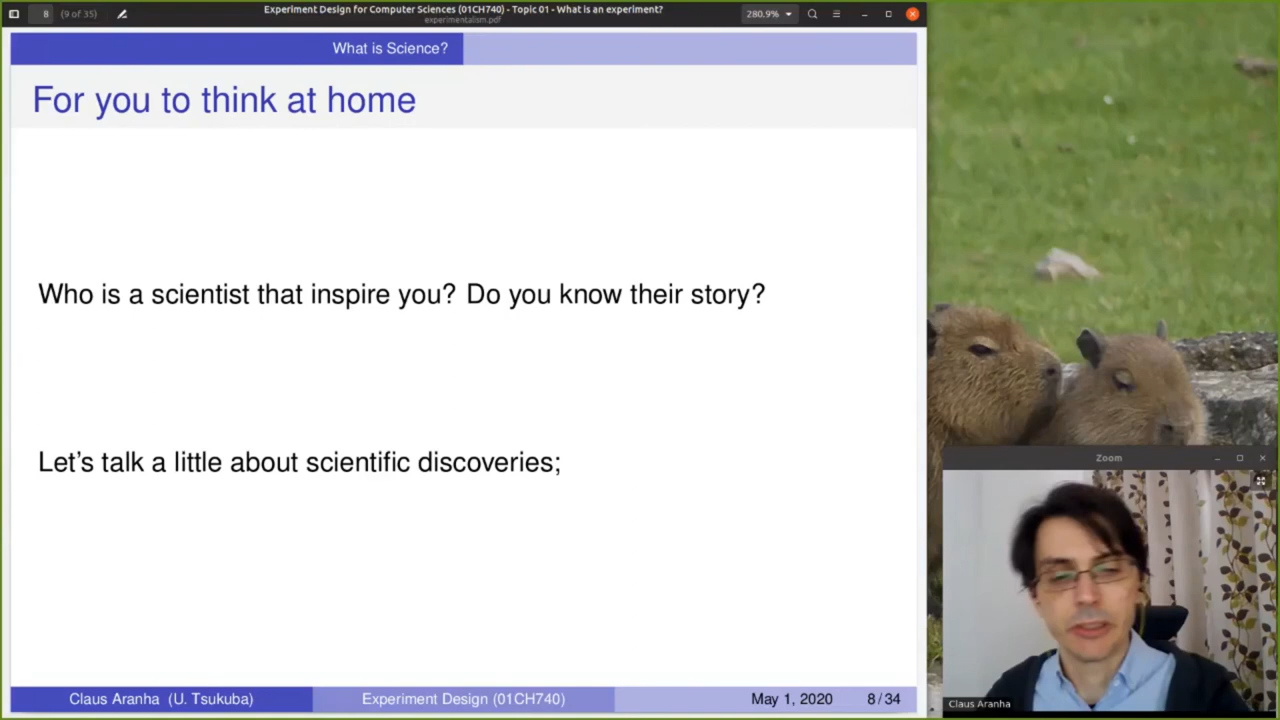 8 (9 of 35)
Experiment Design for Computer Sciences (01CH740) - Topic 01 - What is an experiment?
experimentalism.pdf
280.9%
What is Science?
For you to think at home
Who is a scientist that inspire you? Do you know their story?
Let's talk a little about scientific discoveries;
Zoom
Claus Aranha
Claus Aranha (U. Tsukuba)
Experiment Design (01CH740)
May 1, 2020
8/34